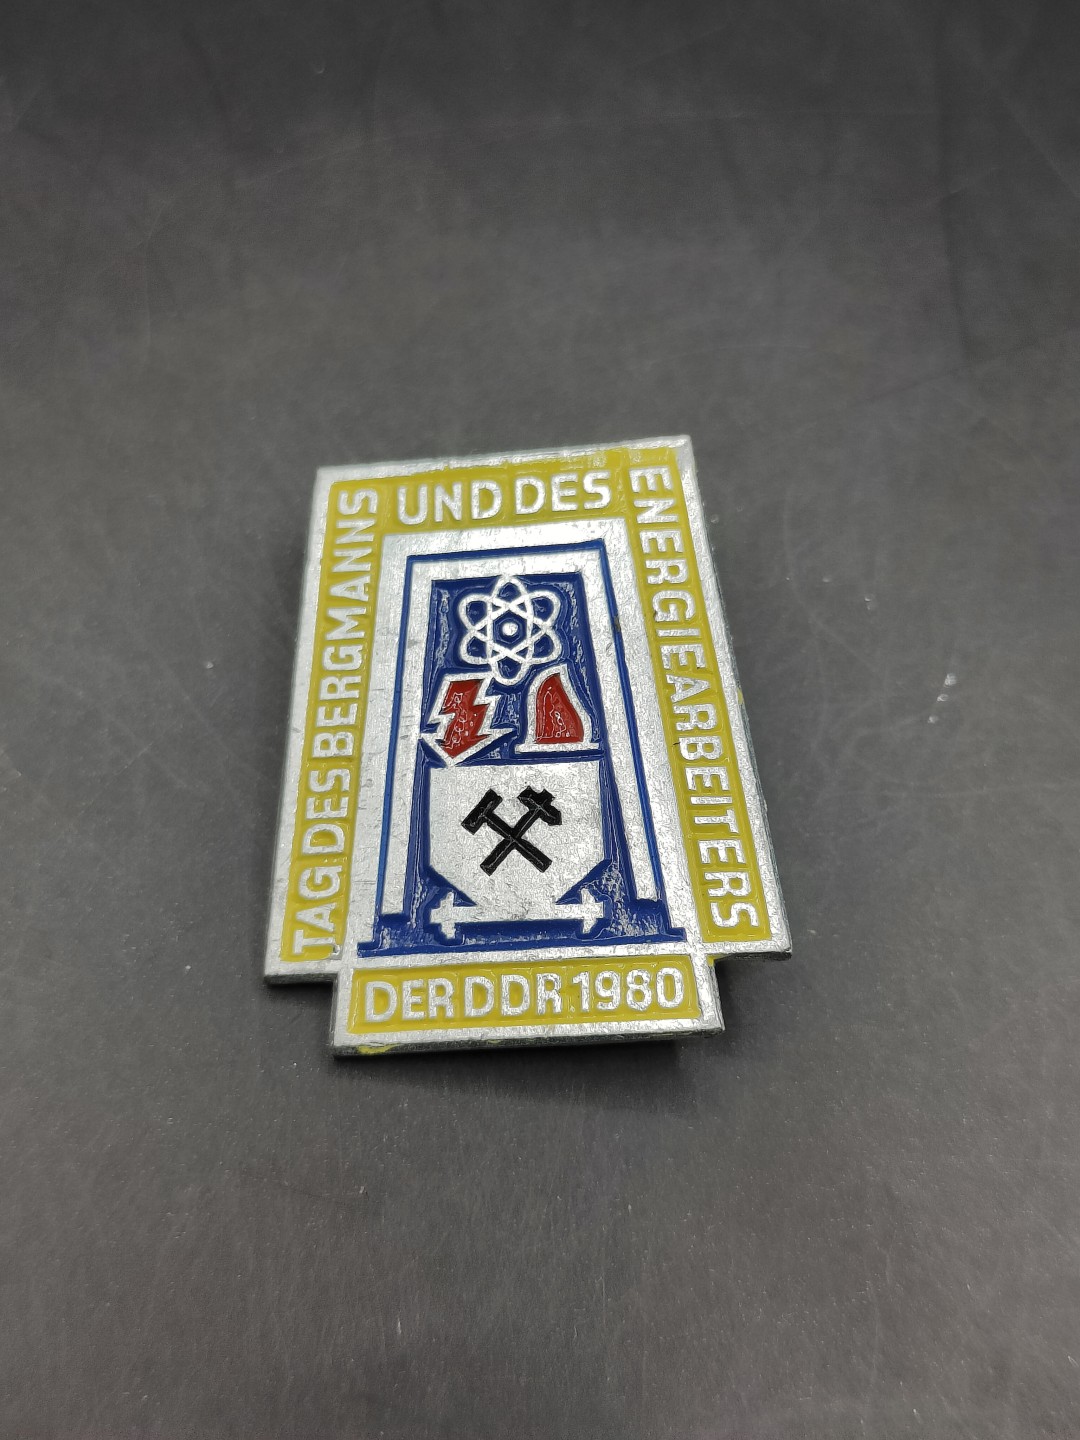 TAG DES BERGMANNS
UND DES
ENERGIEARBEITERS
DER DDR 1980